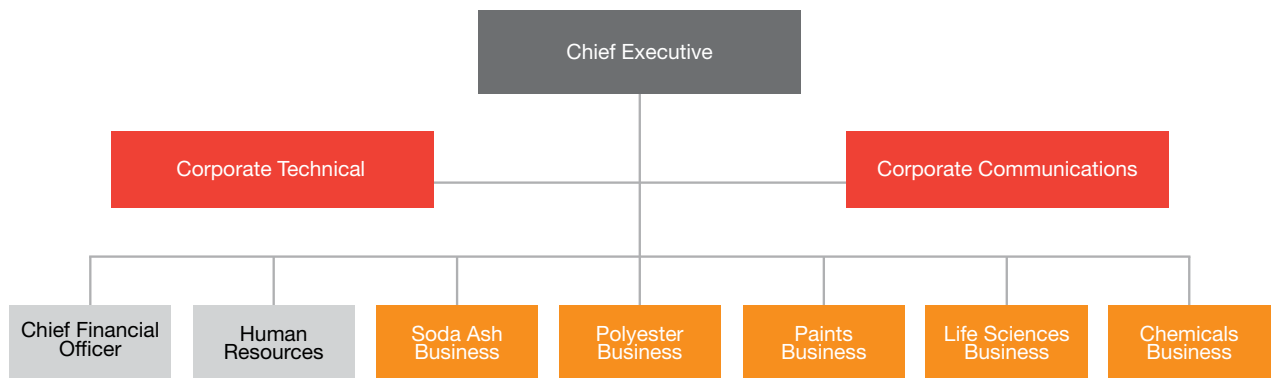 Chief Executive
Corporate Technical
Corporate Communications
Chief Financial
Officer
Human
Resources
Soda Ash
Business
Polyester
Business
Paints
Business
Life Sciences
Business
Chemicals
Business